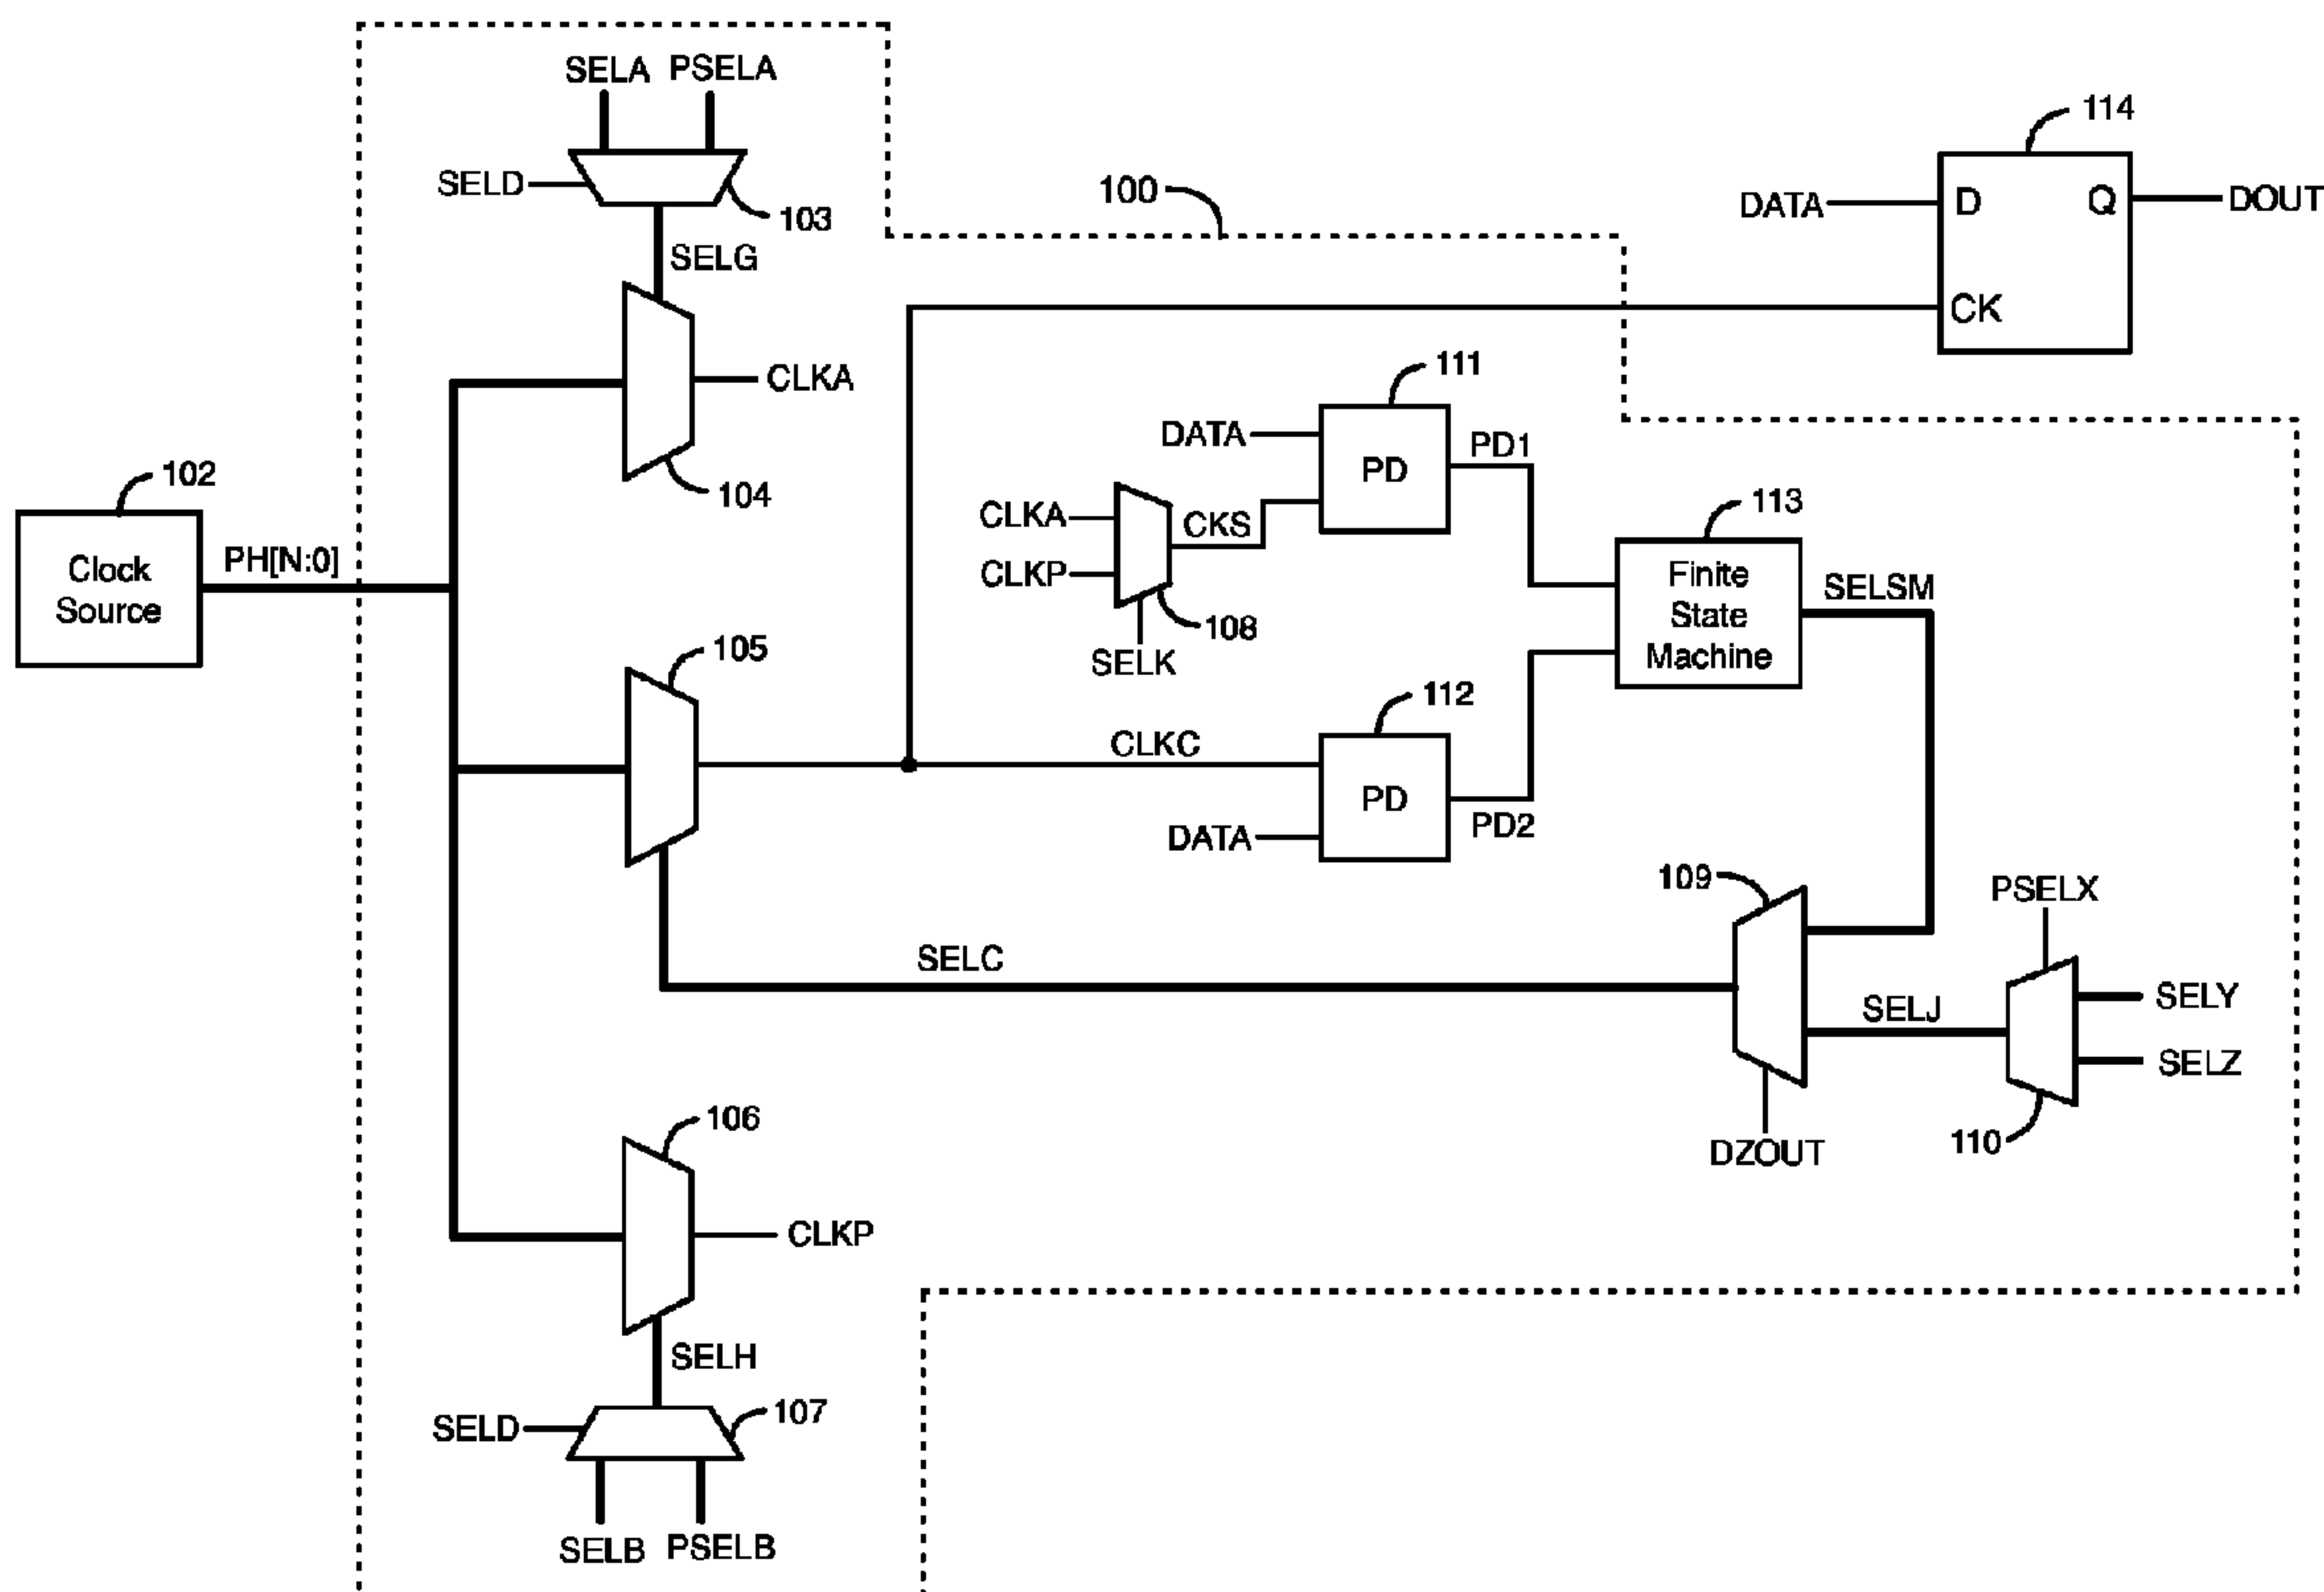 SELA PSELA
SELD
103
SELG
100
114
DATA
D
Q
DOUT
CK
CLKA
104
111
DATA
PD
PD1
102
Clock
Source
PH[N:0]
CLKA
CLKP
CKS
108
SELK
113
Finite
State
Machine
SELSM
105
112
CLKC
PD
DATA
PD2
109
PSELX
SELC
SELJ
SELY
SELZ
110
DZOUT
106
CLKP
SELH
SELD
107
SELB PSELB